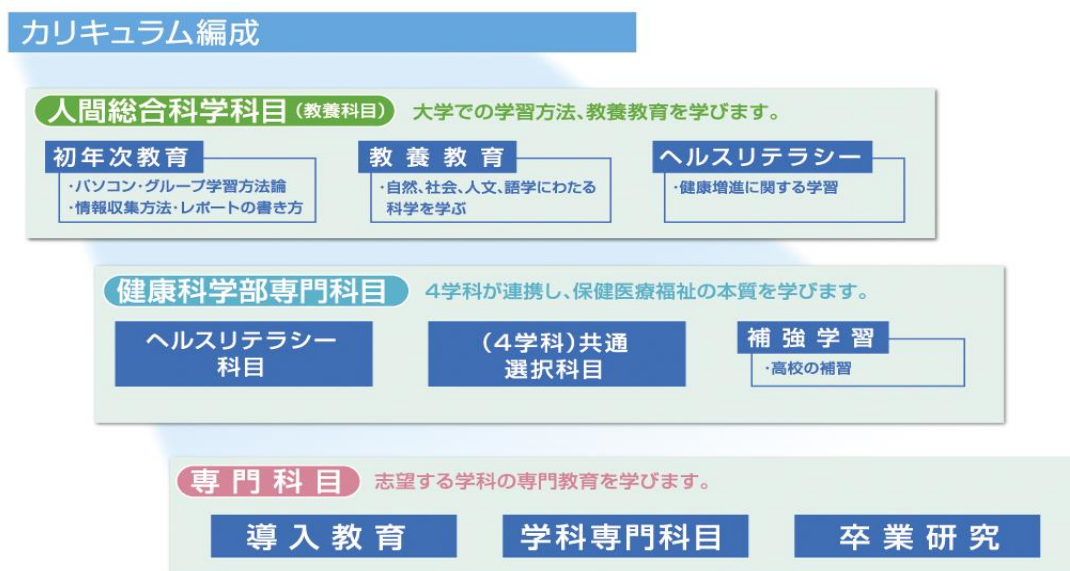 カリキュラム編成
人間総合科学科目(教養科目) 大学での学習方法、教養教育を学びます。
初年次教育
・パソコン・グループ学習方法論
・情報収集方法・レポートの書き方
教養教育
・自然、社会、人文、語学にわたる
科学を学ぶ
ヘルスリテラシー
・健康増進に関する学習
健康科学部専門科目 4学科が連携し、保健医療福祉の本質を学びます。
ヘルスリテラシー
科目
(4学科)共通
選択科目
補強学習
・高校の補習
専門科目 志望する学科の専門教育を学びます。
導入教育
学科専門科目
卒業研究